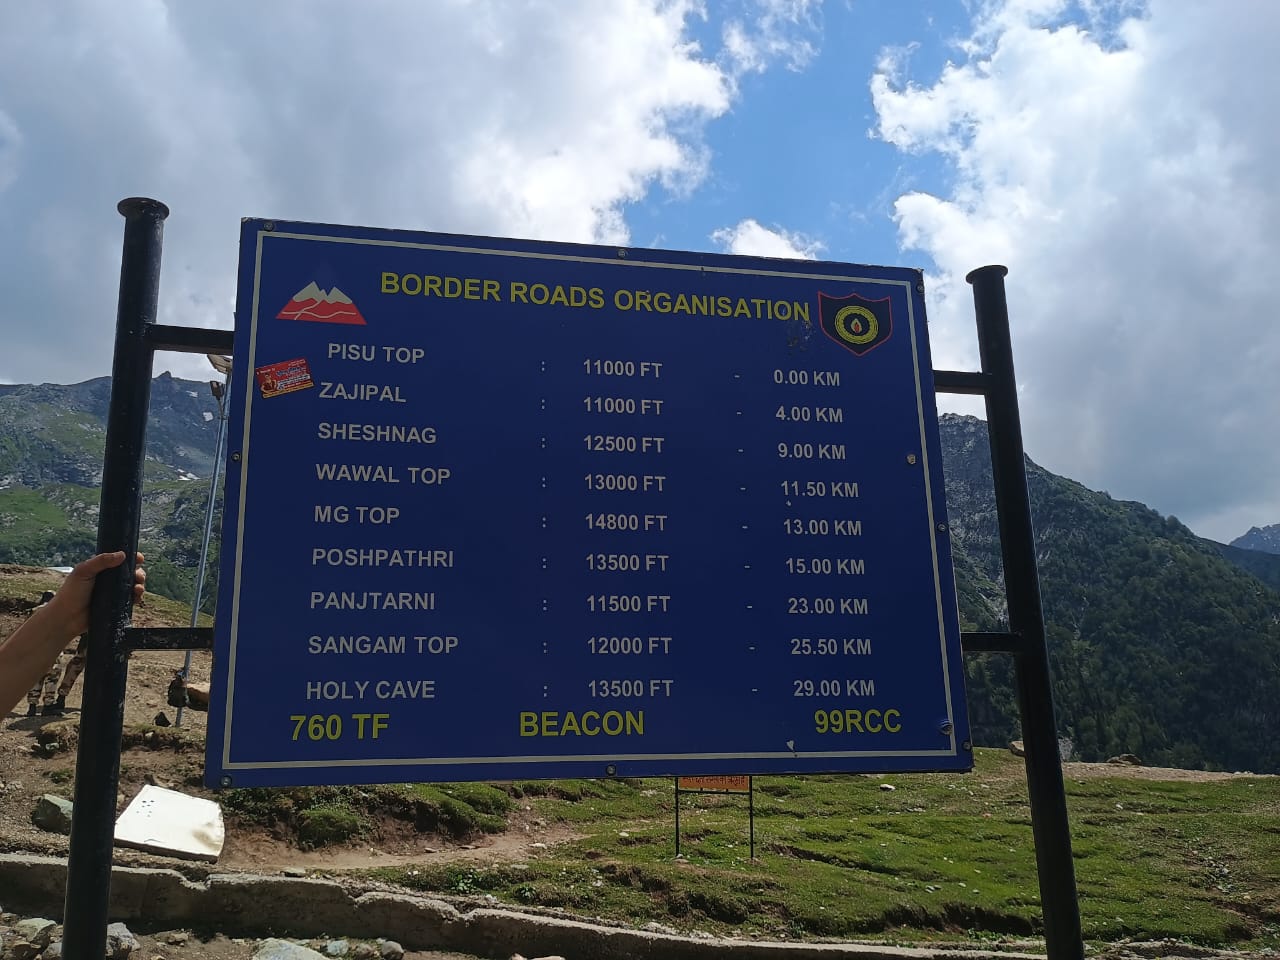 BORDER ROADS ORGANISATION
PISU TOP : 11000 FT - 0.00 KM
ZAJIPAL : 11000 FT - 4.00 KM
SHESHNAG : 12500 FT - 9.00 KM
WAWAL TOP : 13000 FT - 11.50 KM
MG TOP : 14800 FT - 13.00 KM
POSHPATHRI : 13500 FT - 15.00 KM
PANJTARNI : 11500 FT - 23.00 KM
SANGAM TOP : 12000 FT - 25.50 KM
HOLY CAVE : 13500 FT - 29.00 KM
760 TF BEACON 99RCC